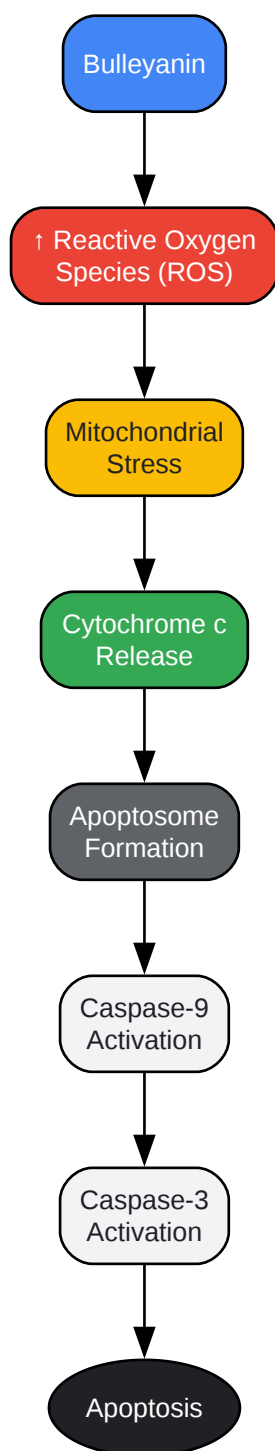 Bulleyanin
↑ Reactive Oxygen
Species (ROS)
Mitochondrial
Stress
Cytochrome c
Release
Apoptosome
Formation
Caspase-9
Activation
Caspase-3
Activation
Apoptosis